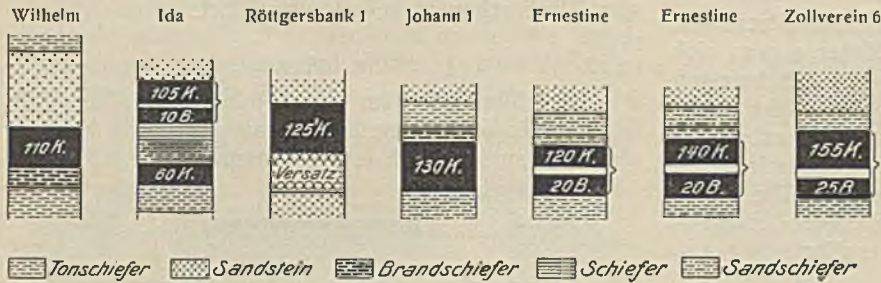 Wilhelm Ida Röttgersbank 1 Johann 1 Ernestine Ernestine Zollverein 6
105 K.
10 B.
60 K.
110 K.
125 K.
Versatz
130 K.
120 K.
20 B.
140 K.
20 B.
155 K.
25 B.
Tonschiefer Sandstein Brandschiefer Schiefer Sandschiefer